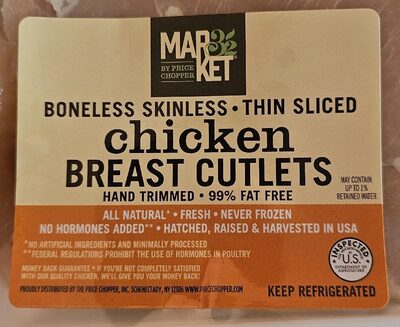 MAR 32
BY PRICE CHOPPER KET
BONELESS SKINLESS • THIN SLICED
chicken
BREAST CUTLETS
HAND TRIMMED • 99% FAT FREE
MAY CONTAIN
UP TO 1%
RETAINED WATER
ALL NATURAL* • FRESH • NEVER FROZEN
NO HORMONES ADDED** • HATCHED, RAISED & HARVESTED IN USA
*NO ARTIFICIAL INGREDIENTS AND MINIMALLY PROCESSED
**FEDERAL REGULATIONS PROHIBIT THE USE OF HORMONES IN POULTRY
MONEY BACK GUARANTEE • IF YOU'RE NOT COMPLETELY SATISFIED
WITH OUR QUALITY CHICKEN, WE'LL GIVE YOU YOUR MONEY BACK!
PROUDLY DISTRIBUTED BY THE PRICE CHOPPER, INC. SCHENECTADY, NY 12306 WWW.PRICECHOPPER.COM
INSPECTED
U.S.
DEPARTMENT OF
AGRICULTURE
KEEP REFRIGERATED